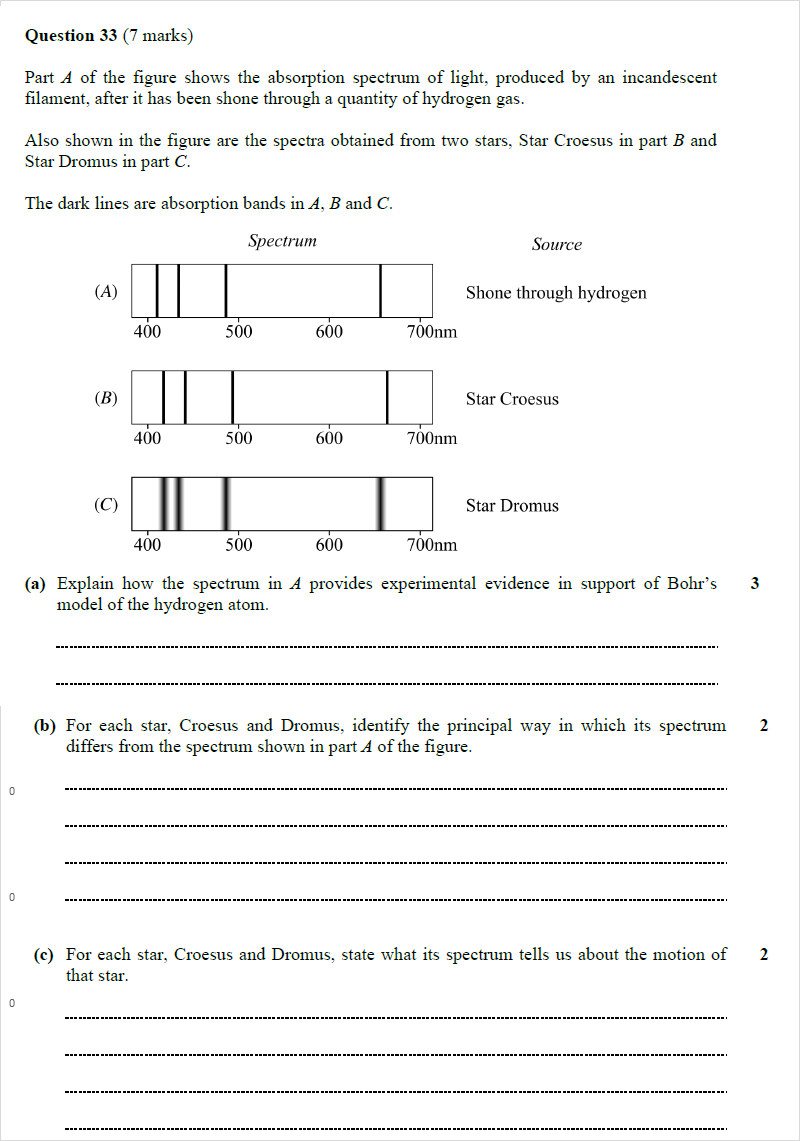 Question 33 (7 marks)
Part A of the figure shows the absorption spectrum of light, produced by an incandescent
filament, after it has been shone through a quantity of hydrogen gas.
Also shown in the figure are the spectra obtained from two stars, Star Croesus in part B and
Star Dromus in part C.
The dark lines are absorption bands in A, B and C.
Spectrum Source
(A) Shone through hydrogen
400 500 600 700nm
(B) Star Croesus
400 500 600 700nm
(C) Star Dromus
400 500 600 700nm
(a) Explain how the spectrum in A provides experimental evidence in support of Bohr's 3
model of the hydrogen atom.
(b) For each star, Croesus and Dromus, identify the principal way in which its spectrum 2
differs from the spectrum shown in part A of the figure.
0
0
(c) For each star, Croesus and Dromus, state what its spectrum tells us about the motion of 2
that star.
0